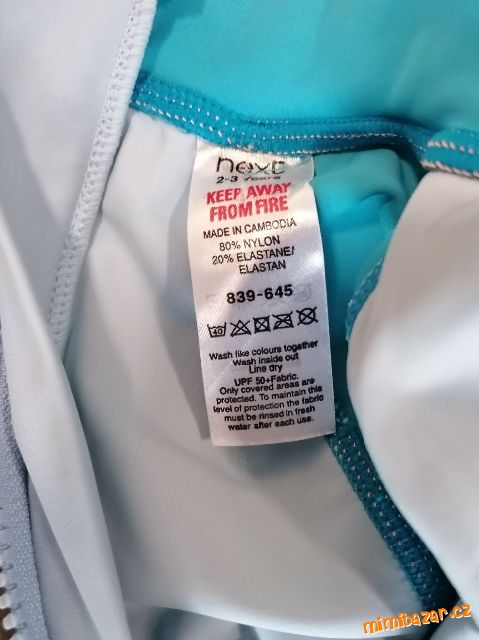 next
2-3 Years
KEEP AWAY
FROM FIRE
MADE IN CAMBODIA
80% NYLON
20% ELASTANE/
ELASTAN
839-645
40
Wash like colours together
Wash inside out
Line dry
UPF 50+Fabric.
Only covered areas are
protected. To maintain this
level of protection the fabric
must be rinsed in fresh
water after each use.
mimibazar.cz